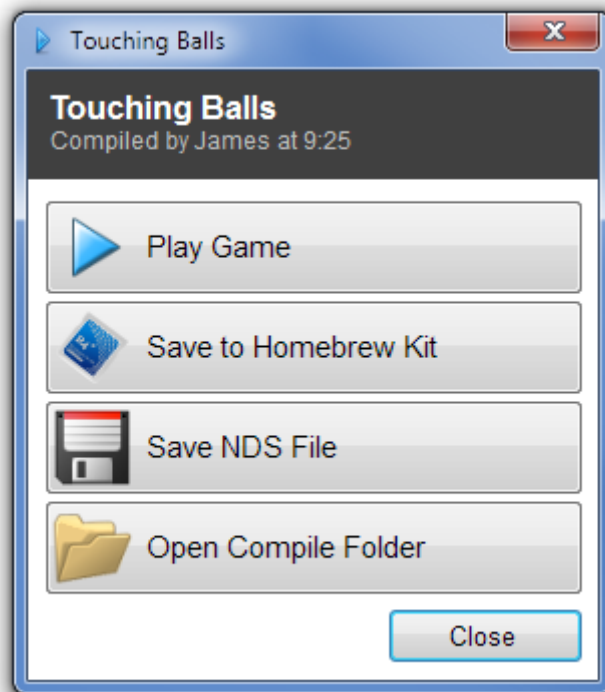 Touching Balls
Touching Balls
Compiled by James at 9:25
Play Game
R4
Save to Homebrew Kit
Save NDS File
Open Compile Folder
Close